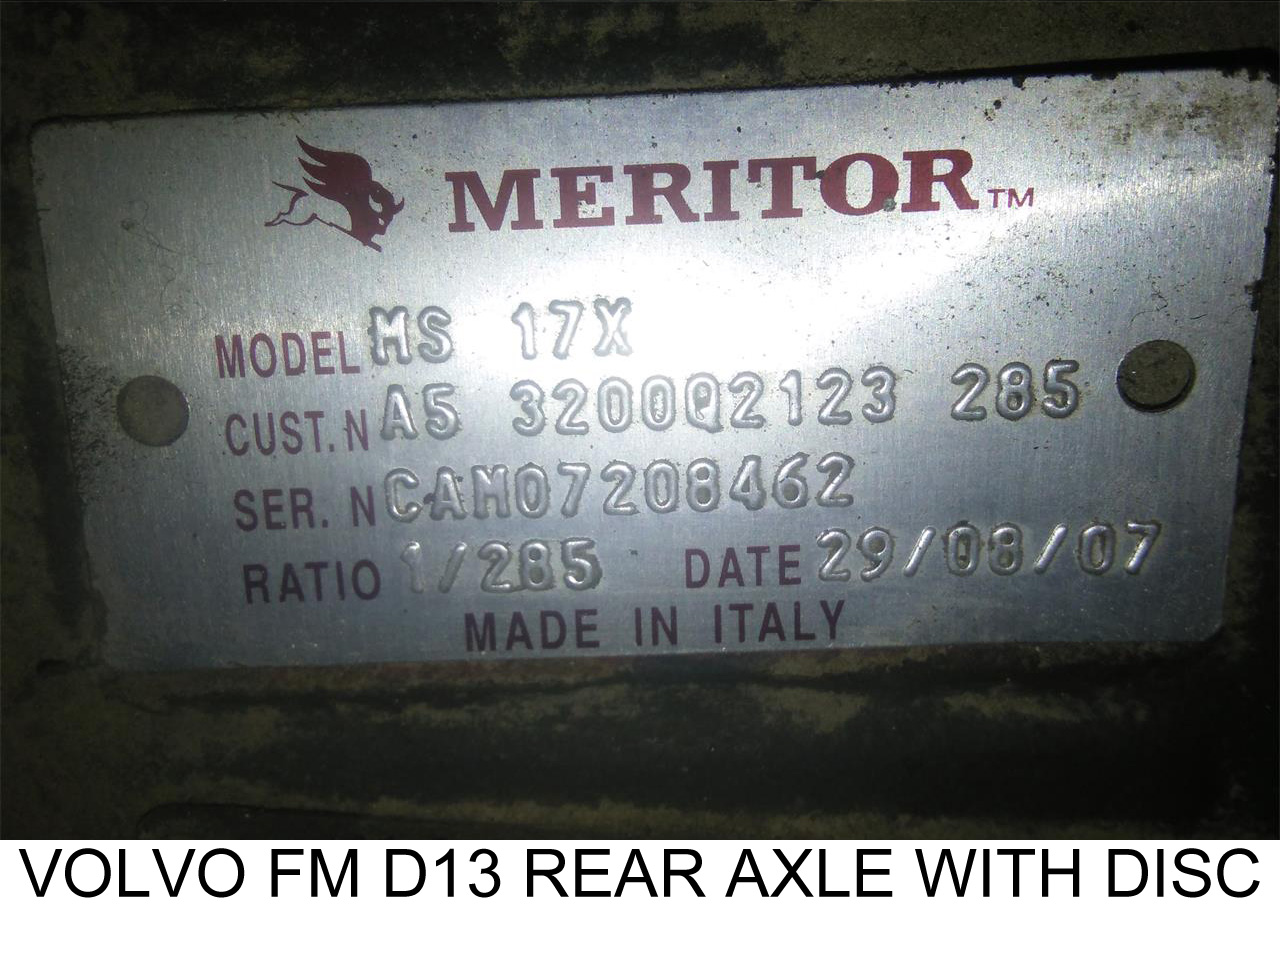 MERITOR™
MODEL MS 17X
CUST. N A5 3200Q2123 285
SER. N CAM07208462
RATIO 1/285 DATE 29/08/07
MADE IN ITALY
VOLVO FM D13 REAR AXLE WITH DISC